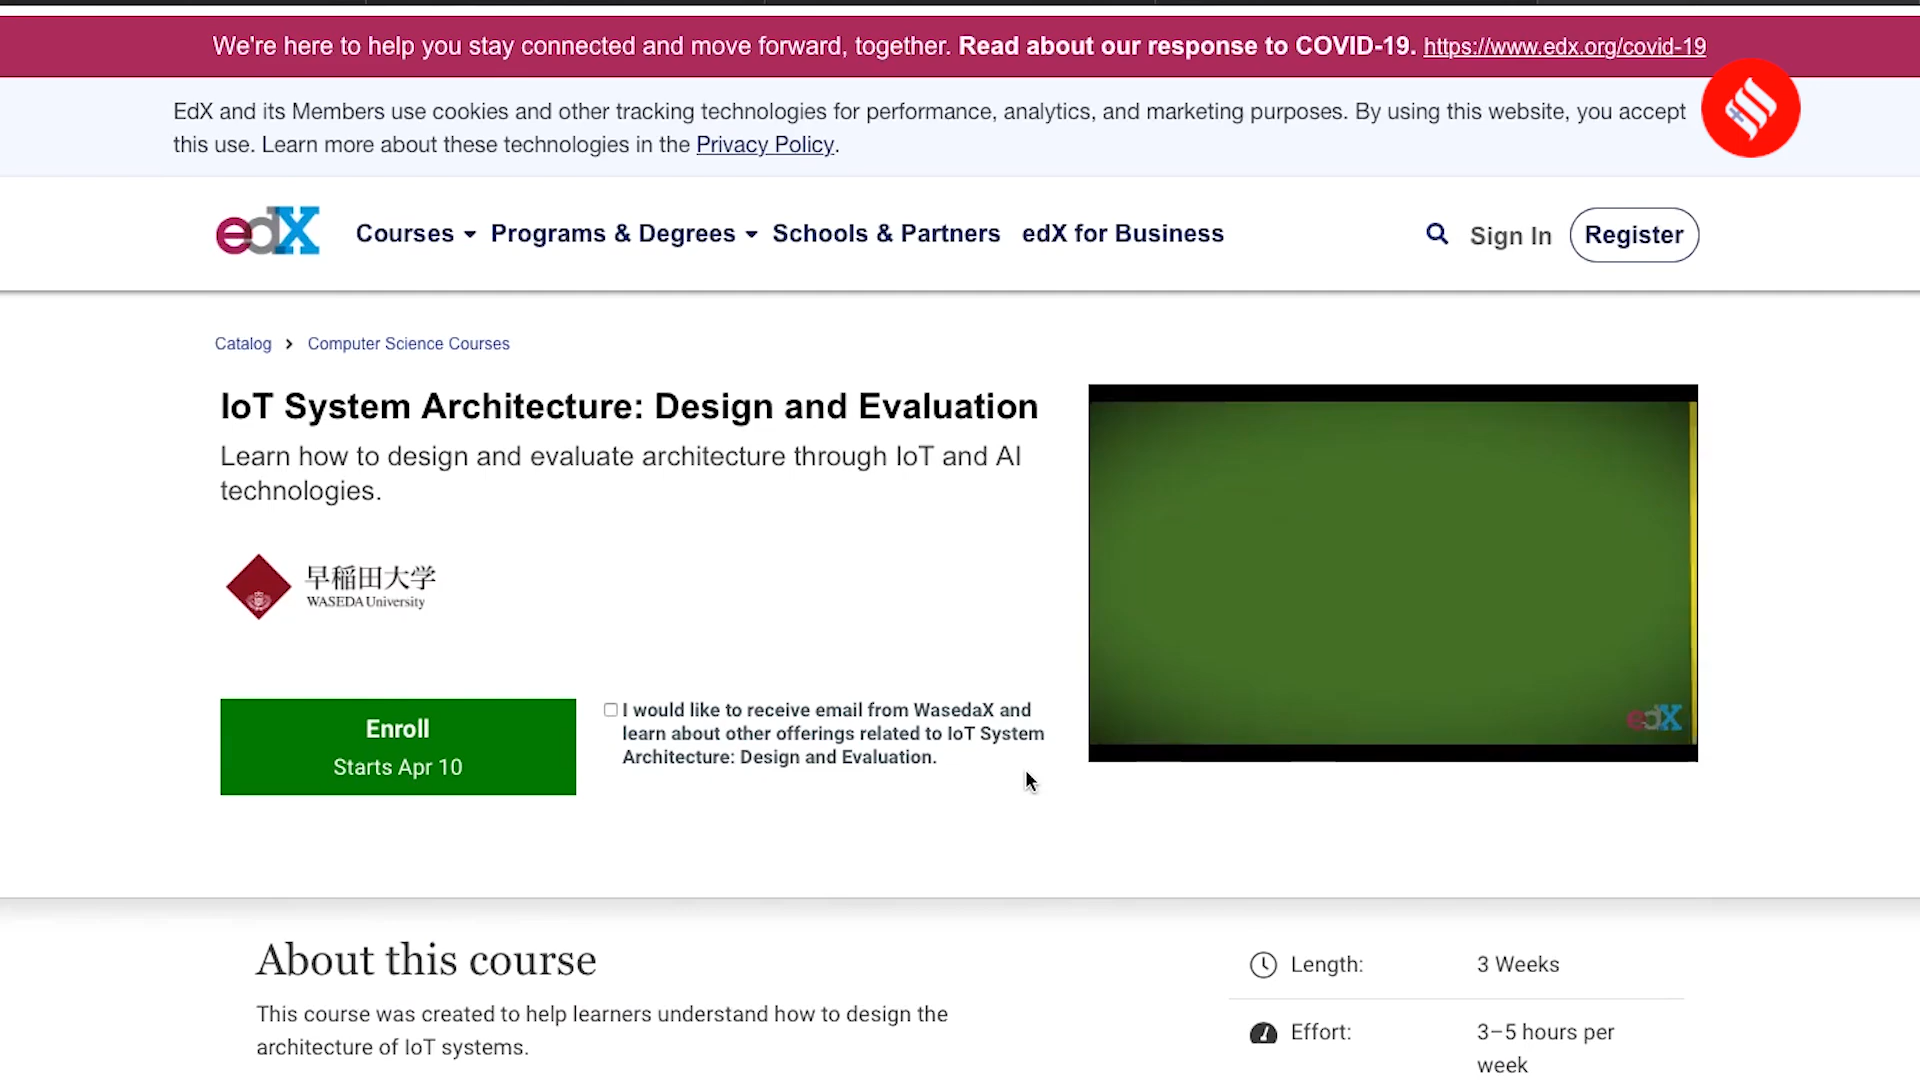 We're here to help you stay connected and move forward, together. Read about our response to COVID-19. https://www.edx.org/covid-19
EdX and its Members use cookies and other tracking technologies for performance, analytics, and marketing purposes. By using this website, you accept
this use. Learn more about these technologies in the Privacy Policy.
edX Courses Programs & Degrees Schools & Partners edX for Business Sign In Register
Catalog Computer Science Courses
IoT System Architecture: Design and Evaluation
Learn how to design and evaluate architecture through IoT and AI
technologies.
早稲田大学
WASEDA University
edX
Enroll
Starts Apr 10
I would like to receive email from WasedaX and
learn about other offerings related to IoT System
Architecture: Design and Evaluation.
About this course
This course was created to help learners understand how to design the
architecture of IoT systems.
Length: 3 Weeks
Effort: 3–5 hours per
week